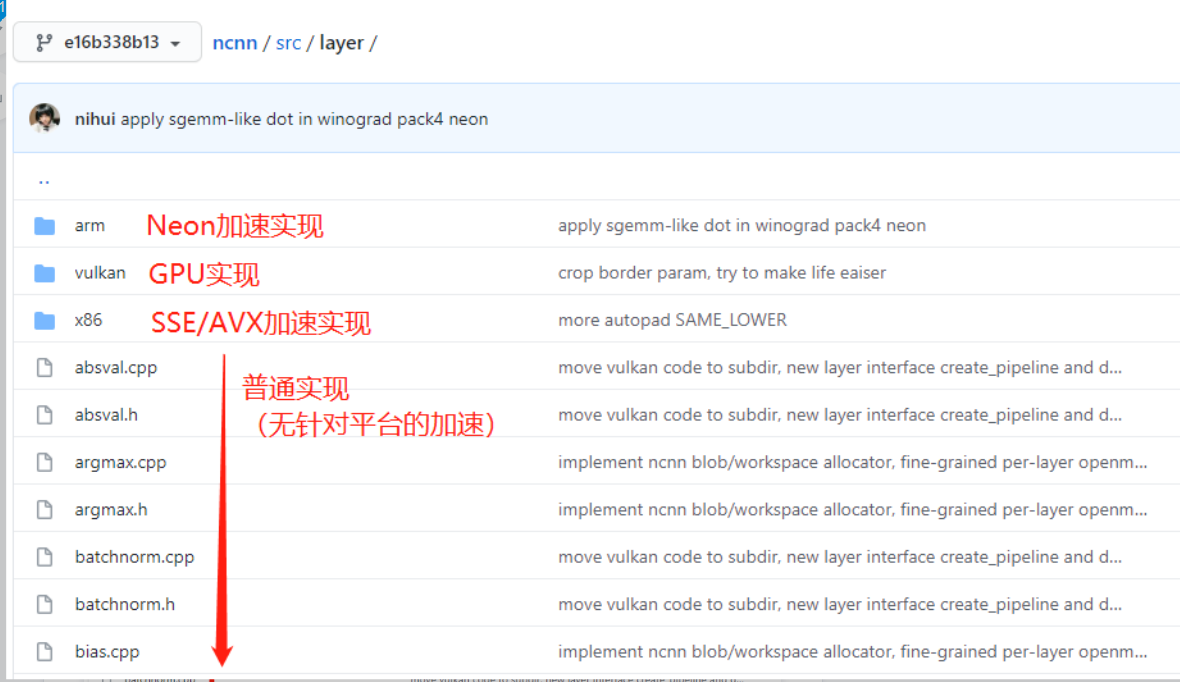 e16b338b13 ncnn / src / layer /
nihui apply sgemm-like dot in winograd pack4 neon
..
arm Neon加速实现 apply sgemm-like dot in winograd pack4 neon
vulkan GPU实现 crop border param, try to make life eaiser
x86 SSE/AVX加速实现 more autopad SAME_LOWER
absval.cpp move vulkan code to subdir, new layer interface create_pipeline and d...
普通实现
absval.h move vulkan code to subdir, new layer interface create_pipeline and d...
（无针对平台的加速）
argmax.cpp implement ncnn blob/workspace allocator, fine-grained per-layer openm...
argmax.h implement ncnn blob/workspace allocator, fine-grained per-layer openm...
batchnorm.cpp move vulkan code to subdir, new layer interface create_pipeline and d...
batchnorm.h move vulkan code to subdir, new layer interface create_pipeline and d...
bias.cpp implement ncnn blob/workspace allocator, fine-grained per-layer openm...